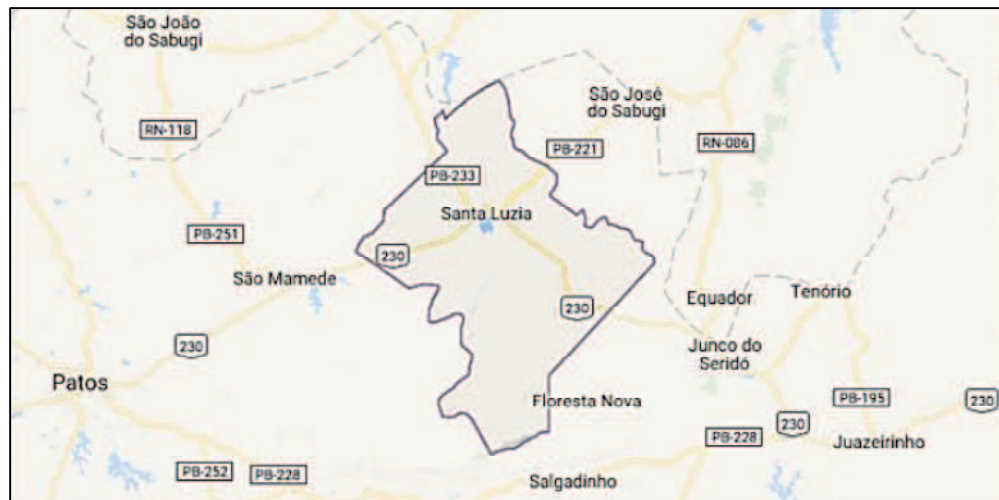 São João
do Sabugi
São José
do Sabugi
RN-118
RN-086
PB-221
PB-233
Santa Luzia
PB-251
230
São Mamede
Equador
Tenório
230
230
Junco do
Seridó
Patos
Floresta Nova
PB-195
230
230
PB-228
Juazeirinho
PB-252
PB-228
Salgadinho